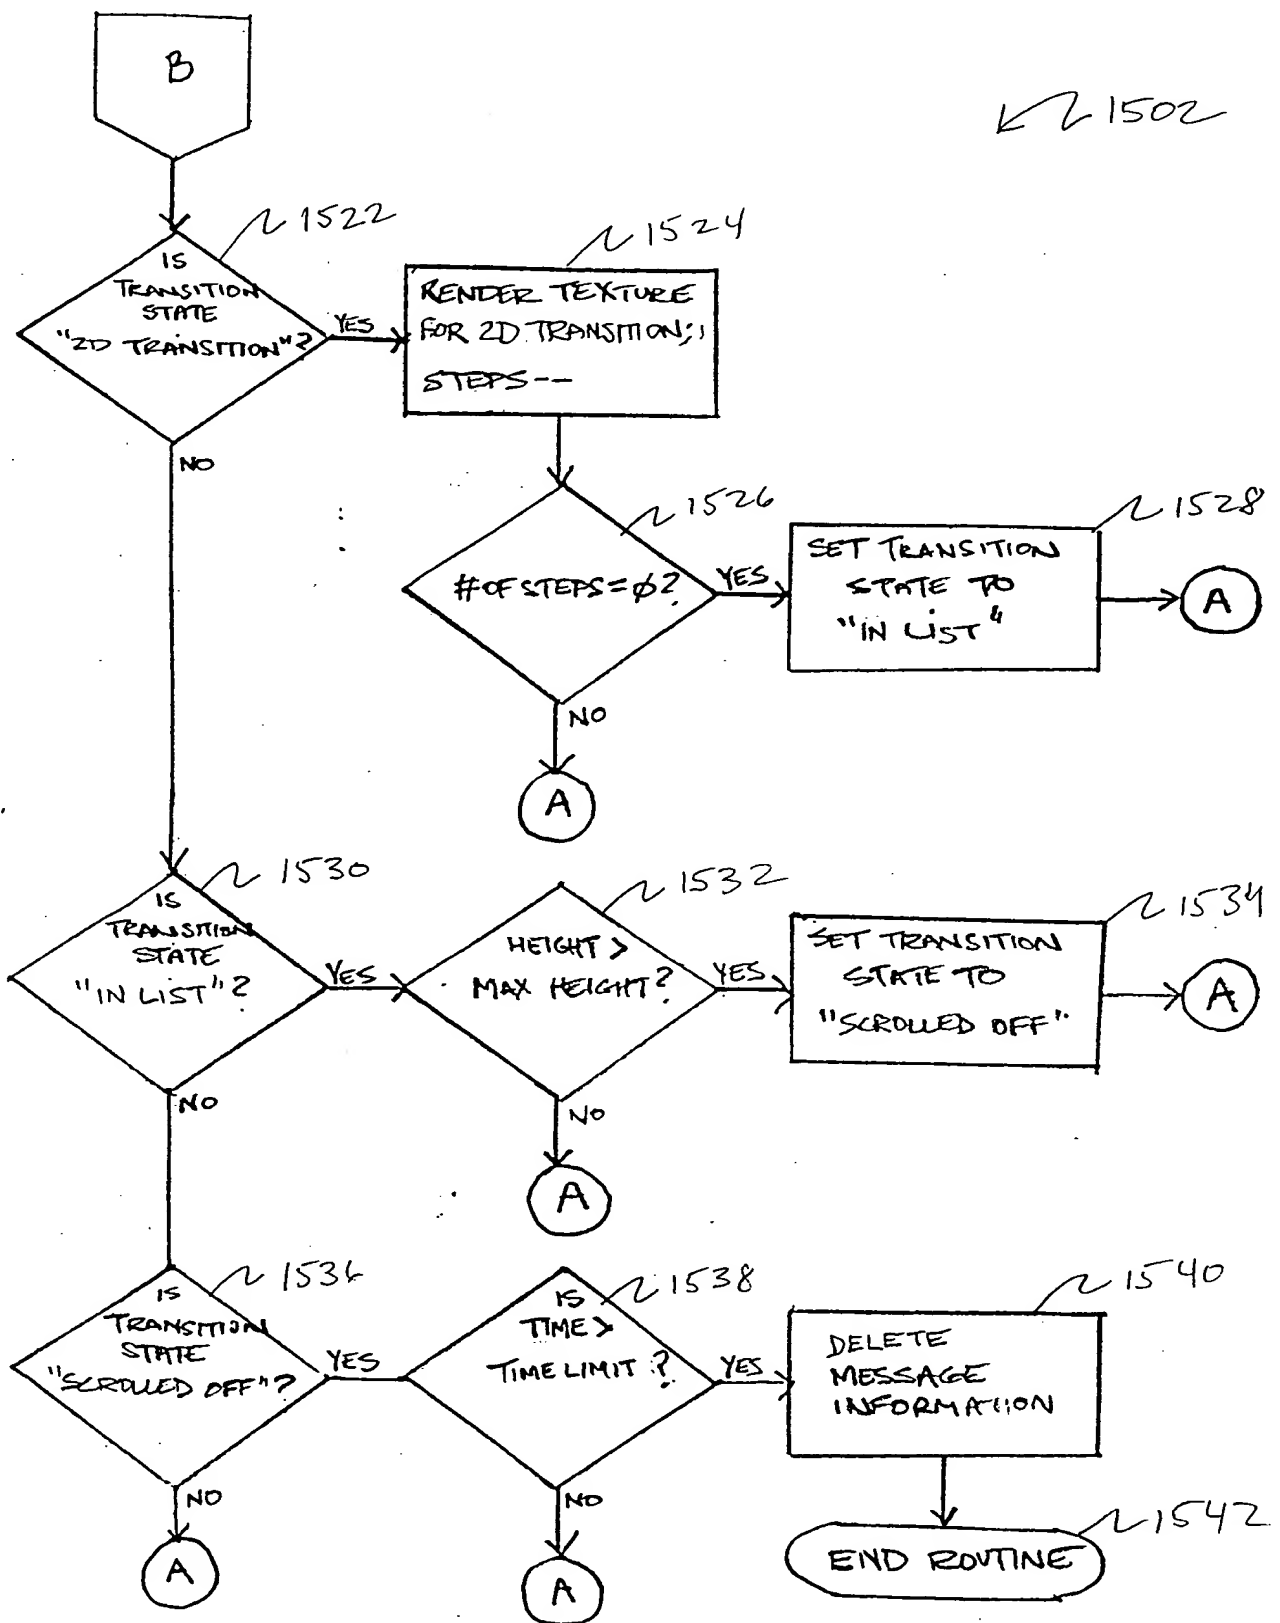 B
1502
1522
IS
TRANSITION
STATE
"2D TRANSITION"?
YES
NO
1524
RENDER TEXTURE
FOR 2D TRANSITION;
STEPS--
1526
#OF STEPS=Ø?
YES
NO
A
1528
SET TRANSITION
STATE TO
"IN LIST"
A
1530
IS
TRANSITION
STATE
"IN LIST"?
YES
NO
1532
HEIGHT >
MAX HEIGHT?
YES
NO
A
1534
SET TRANSITION
STATE TO
"SCROLLED OFF"
A
1536
IS
TRANSITION
STATE
"SCROLLED OFF"?
YES
NO
A
1538
IS
TIME >
TIME LIMIT?
YES
NO
A
1540
DELETE
MESSAGE
INFORMATION
1542
END ROUTINE